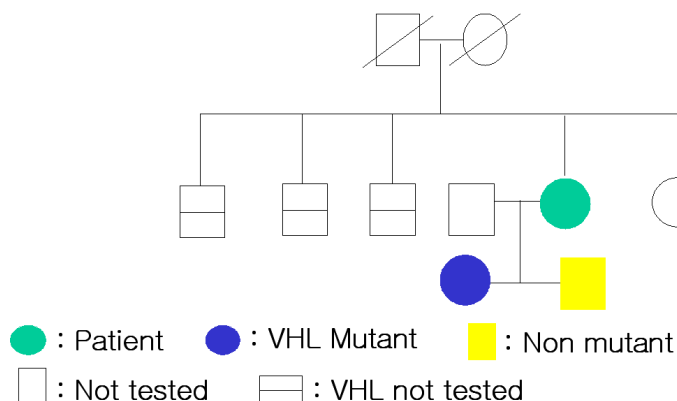 : Patient : VHL Mutant : Non mutant
: Not tested : VHL not tested